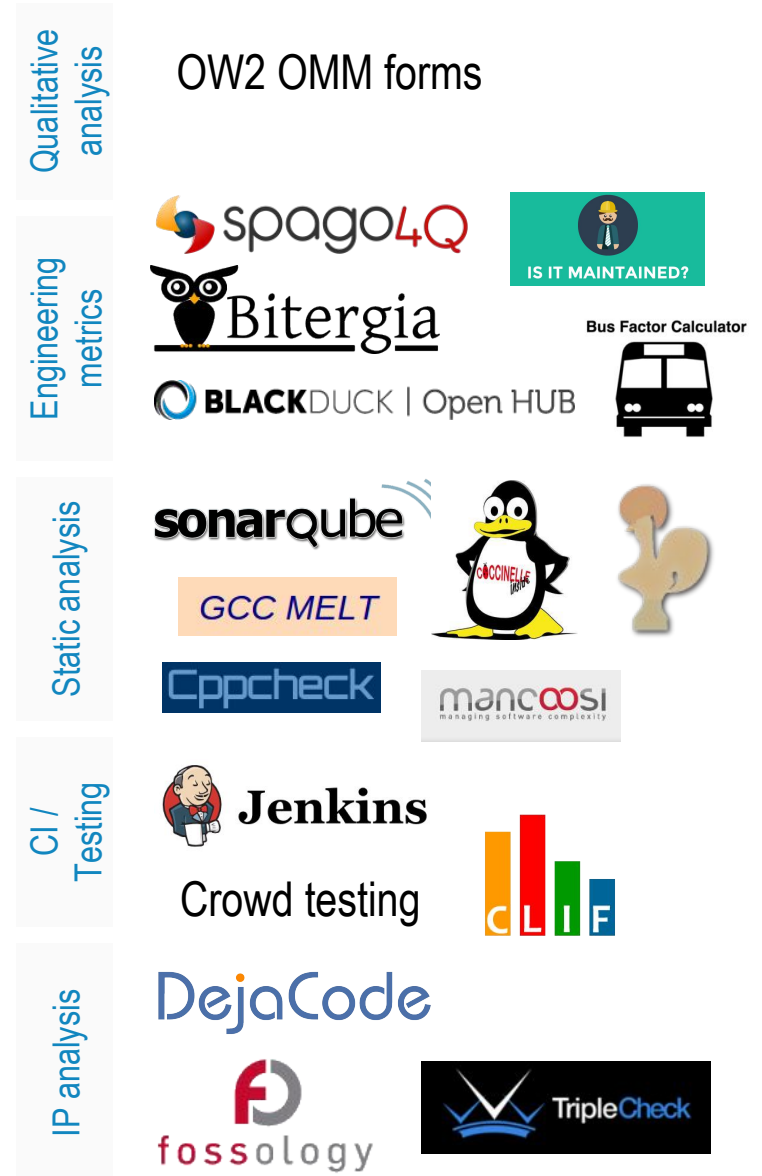 Qualitative
analysis
OW2 OMM forms
Engineering
metrics
spago4Q
IS IT MAINTAINED?
Bitergia
Bus Factor Calculator
BLACKDUCK | Open HUB
Static analysis
sonarqube
COCCINELLE
inside
GCC MELT
Cppcheck
mancoosi
managing software complexity
CI /
Testing
Jenkins
Crowd testing
CLIF
IP analysis
DejaCode
fossology
TripleCheck